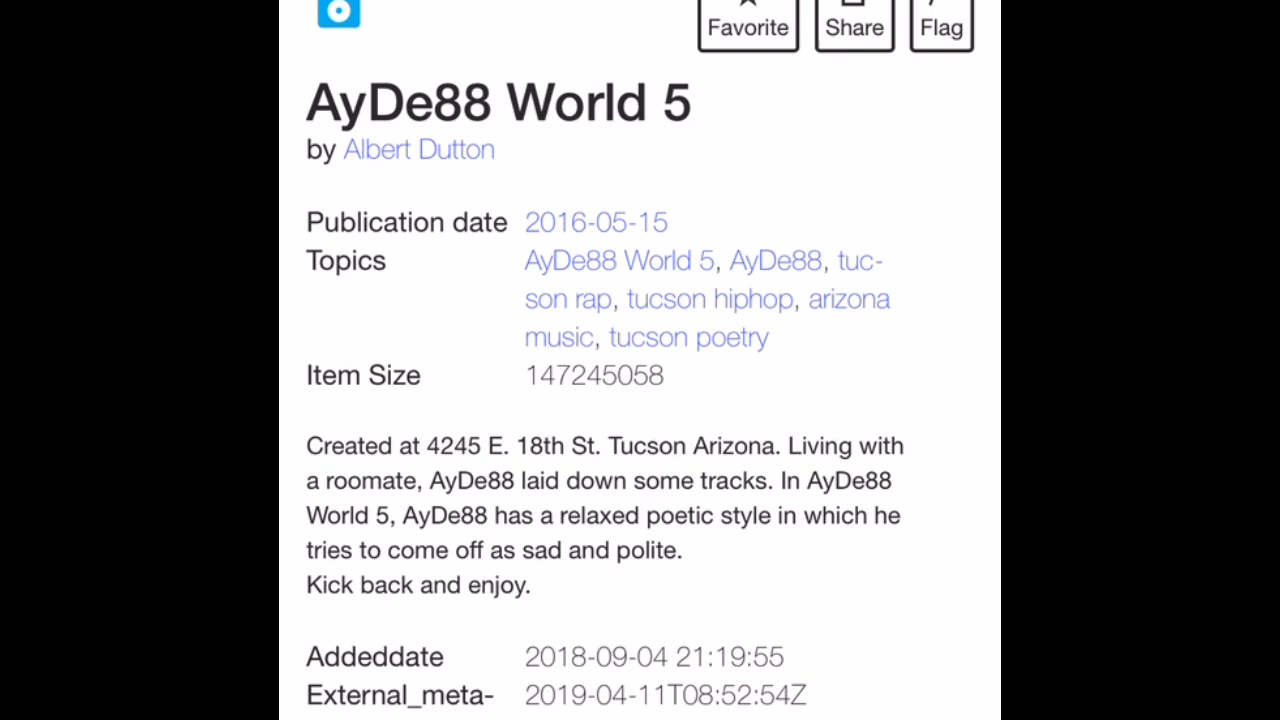 Favorite Share Flag
AyDe88 World 5
by Albert Dutton
Publication date 2016-05-15
Topics AyDe88 World 5, AyDe88, tuc-
son rap, tucson hiphop, arizona
music, tucson poetry
Item Size 147245058
Created at 4245 E. 18th St. Tucson Arizona. Living with
a roomate, AyDe88 laid down some tracks. In AyDe88
World 5, AyDe88 has a relaxed poetic style in which he
tries to come off as sad and polite.
Kick back and enjoy.
Addeddate 2018-09-04 21:19:55
External_meta- 2019-04-11T08:52:54Z